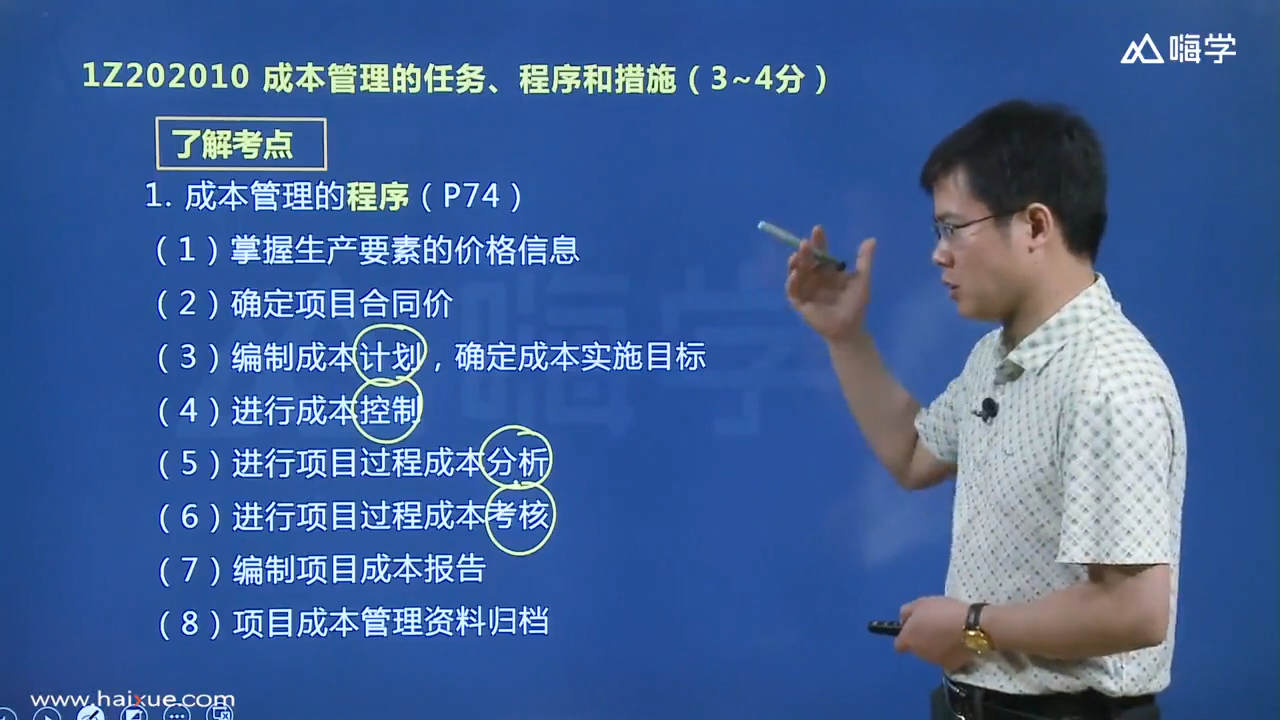 嗨学
1Z202010 成本管理的任务、程序和措施（3~4分）
了解考点
1. 成本管理的程序（P74）
（1）掌握生产要素的价格信息
（2）确定项目合同价
（3）编制成本计划，确定成本实施目标
（4）进行成本控制
（5）进行项目过程成本分析
（6）进行项目过程成本考核
（7）编制项目成本报告
（8）项目成本管理资料归档
嗨学
www.haixue.com